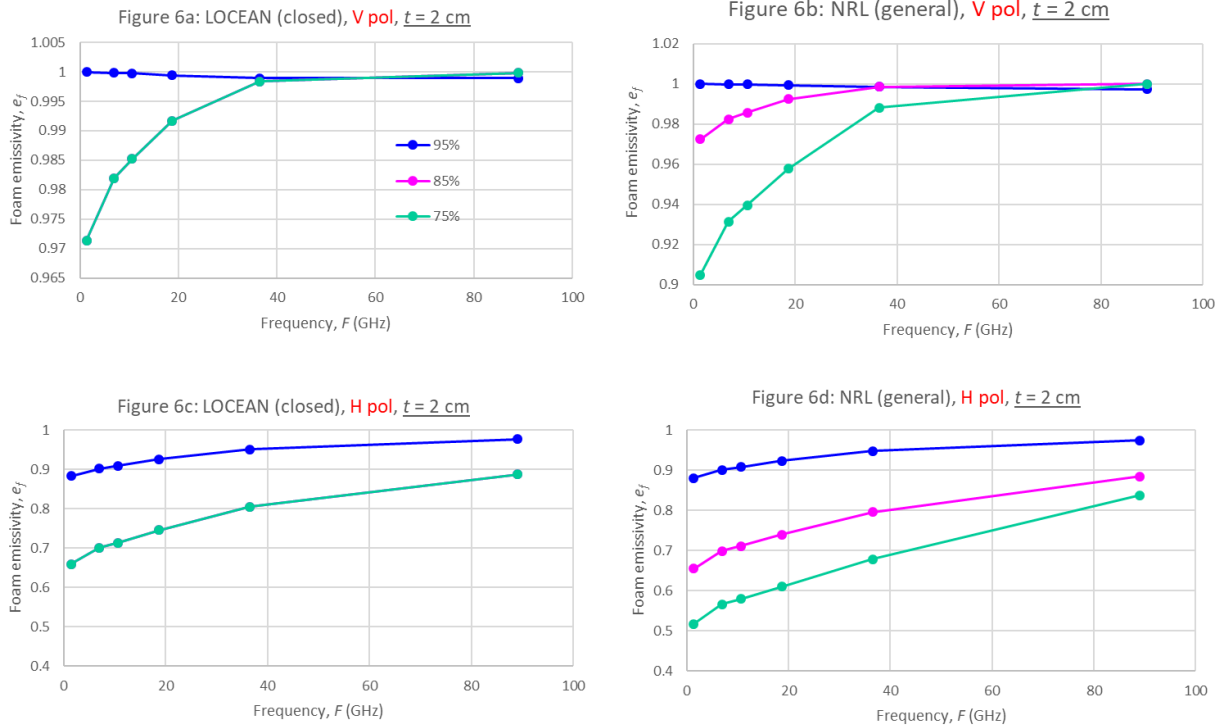 Figure 6a: LOCEAN (closed), V pol, t = 2 cm
1.005
1
0.995
0.99
0.985
0.98
0.975
0.97
0.965
Foam emissivity, ef
0 20 40 60 80 100
Frequency, F (GHz)
95%
85%
75%
Figure 6b: NRL (general), V pol, t = 2 cm
1.02
1
0.98
0.96
0.94
0.92
0.9
Foam emissivity, ef
0 20 40 60 80 100
Frequency, F (GHz)
Figure 6c: LOCEAN (closed), H pol, t = 2 cm
1
0.9
0.8
0.7
0.6
0.5
0.4
Foam emissivity, ef
0 20 40 60 80 100
Frequency, F (GHz)
Figure 6d: NRL (general), H pol, t = 2 cm
1
0.9
0.8
0.7
0.6
0.5
0.4
Foam emissivity, ef
0 20 40 60 80 100
Frequency, F (GHz)